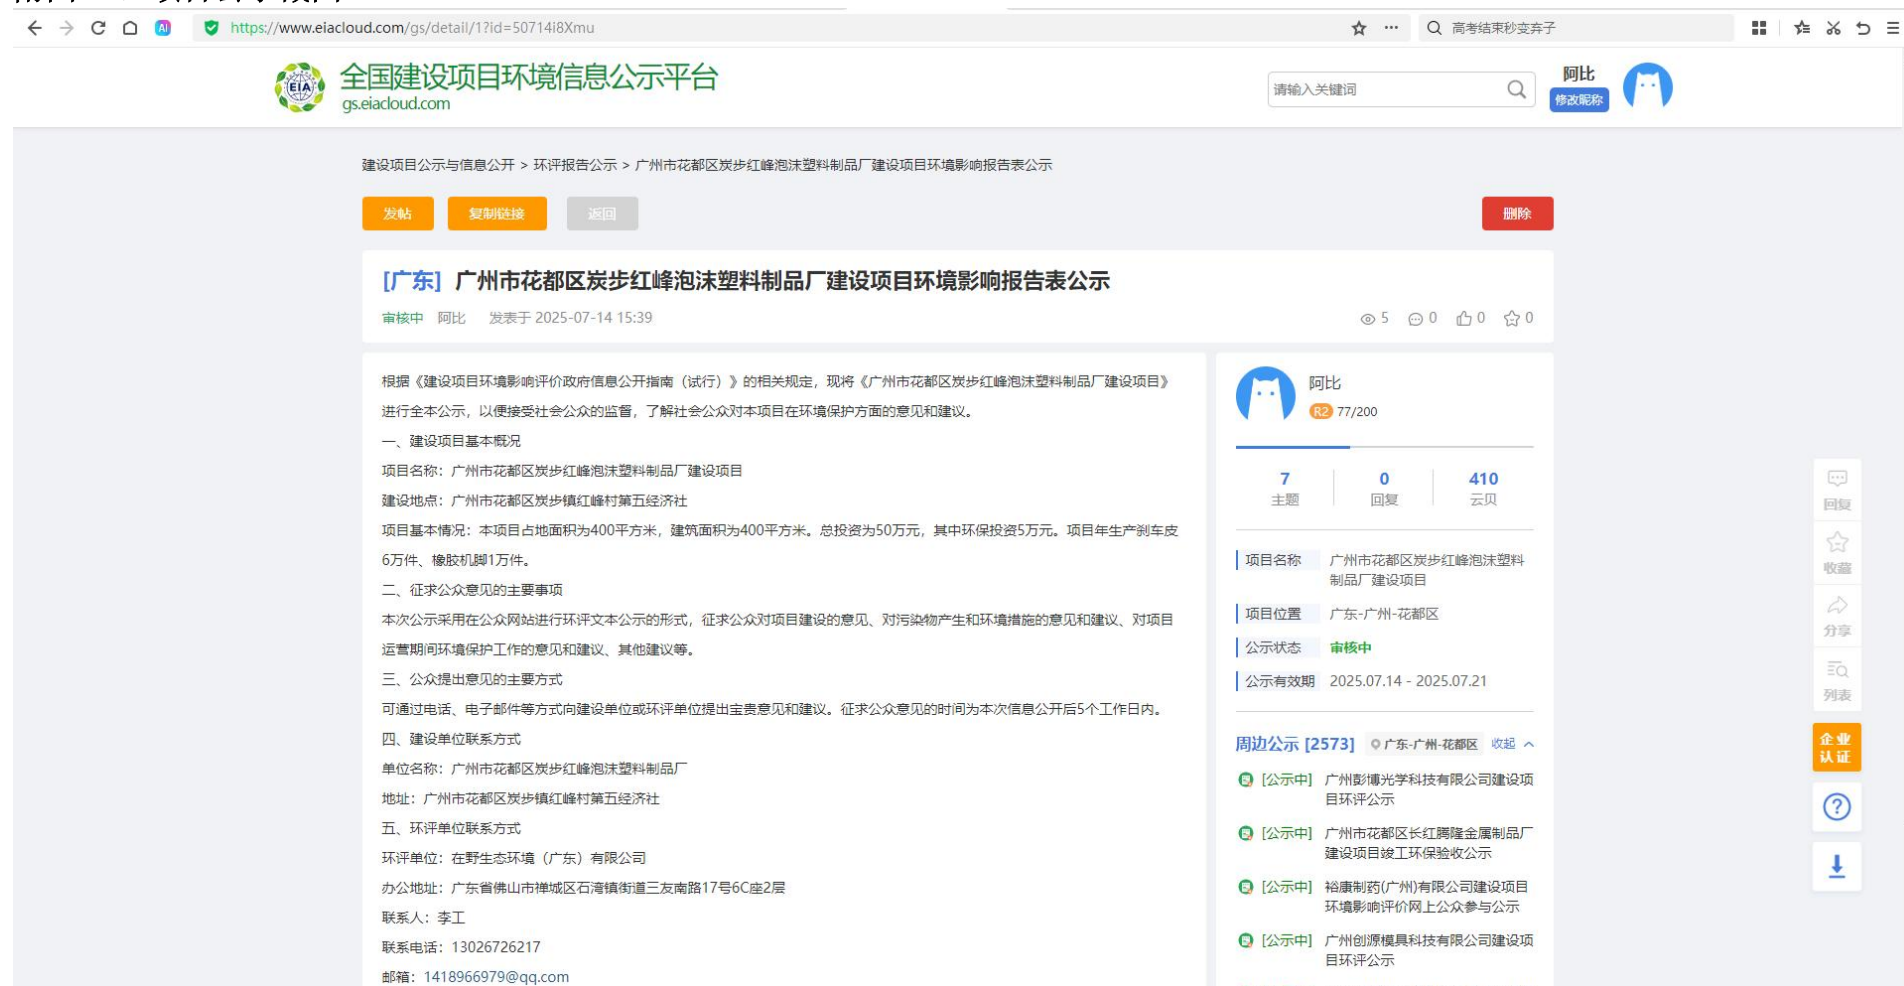 https://www.eiacloud.com/gs/detail/1?id=50714i8Xmu
高考结束秒变弃子
EIA
全国建设项目环境信息公示平台
gs.eiacloud.com
请输入关键词
阿比
修改昵称
建设项目公示与信息公开 > 环评报告公示 > 广州市花都区炭步红峰泡沫塑料制品厂建设项目环境影响报告表公示
发帖
复制链接
返回
删除
[广东] 广州市花都区炭步红峰泡沫塑料制品厂建设项目环境影响报告表公示
审核中 阿比 发表于 2025-07-14 15:39
5 0 0 0
根据《建设项目环境影响评价政府信息公开指南（试行）》的相关规定，现将《广州市花都区炭步红峰泡沫塑料制品厂建设项目》
进行全本公示，以便接受社会公众的监督，了解社会公众对本项目在环境保护方面的意见和建议。
一、建设项目基本概况
项目名称：广州市花都区炭步红峰泡沫塑料制品厂建设项目
建设地点：广州市花都区炭步镇红峰村第五经济社
项目基本情况：本项目占地面积为400平方米，建筑面积为400平方米。总投资为50万元，其中环保投资5万元。项目年生产刹车皮
6万件、橡胶机脚1万件。
二、征求公众意见的主要事项
本次公示采用在公众网站进行环评文本公示的形式，征求公众对项目建设的意见、对污染物产生和环境措施的意见和建议、对项目
运营期间环境保护工作的意见和建议、其他建议等。
三、公众提出意见的主要方式
可通过电话、电子邮件等方式向建设单位或环评单位提出宝贵意见和建议。征求公众意见的时间为本次信息公开后5个工作日内。
四、建设单位联系方式
单位名称：广州市花都区炭步红峰泡沫塑料制品厂
地址：广州市花都区炭步镇红峰村第五经济社
五、环评单位联系方式
环评单位：在野生态环境（广东）有限公司
办公地址：广东省佛山市禅城区石湾镇街道三友南路17号6C座2层
联系人：李工
联系电话：13026726217
邮箱：1418966979@qq.com
阿比
R2 77/200
7 0 410
主题 回复 云贝
项目名称 广州市花都区炭步红峰泡沫塑料
制品厂建设项目
项目位置 广东-广州-花都区
公示状态 审核中
公示有效期 2025.07.14 - 2025.07.21
周边公示 [2573] 广东-广州-花都区 收起
[公示中] 广州彭博光学科技有限公司建设项
目环评公示
[公示中] 广州市花都区长红腾隆金属制品厂
建设项目竣工环保验收公示
[公示中] 裕康制药(广州)有限公司建设项目
环境影响评价网上公众参与公示
[公示中] 广州创源模具科技有限公司建设项
目环评公示
回复
收藏
分享
列表
企业
认证